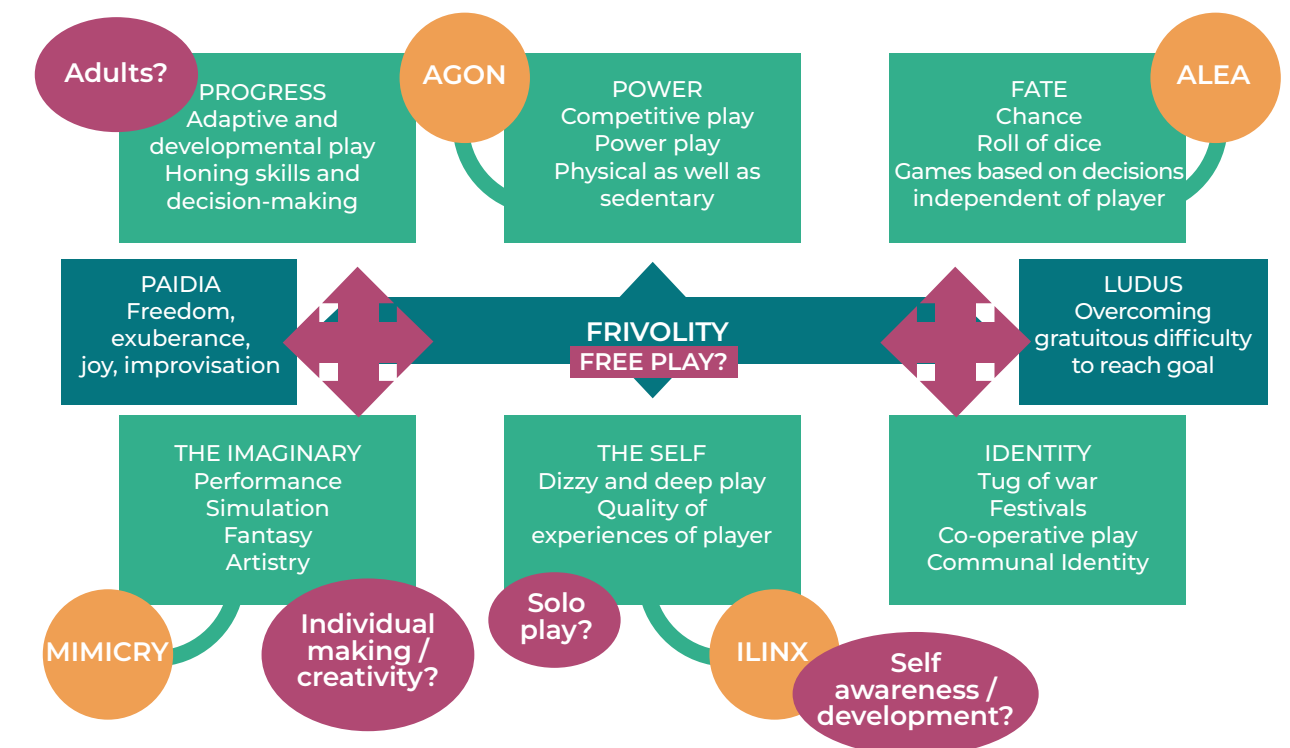 Adults?
PROGRESS
Adaptive and
developmental play
Honing skills and
decision-making
AGON
POWER
Competitive play
Power play
Physical as well as
sedentary
FATE
Chance
Roll of dice
Games based on decisions
independent of player
ALEA
PAIDIA
Freedom,
exuberance,
joy, improvisation
FRIVOLITY
FREE PLAY?
LUDUS
Overcoming
gratuitous difficulty
to reach goal
THE IMAGINARY
Performance
Simulation
Fantasy
Artistry
MIMICRY
Individual
making /
creativity?
THE SELF
Dizzy and deep play
Quality of
experiences of player
Solo
play?
ILINX
Self
awareness /
development?
IDENTITY
Tug of war
Festivals
Co-operative play
Communal Identity